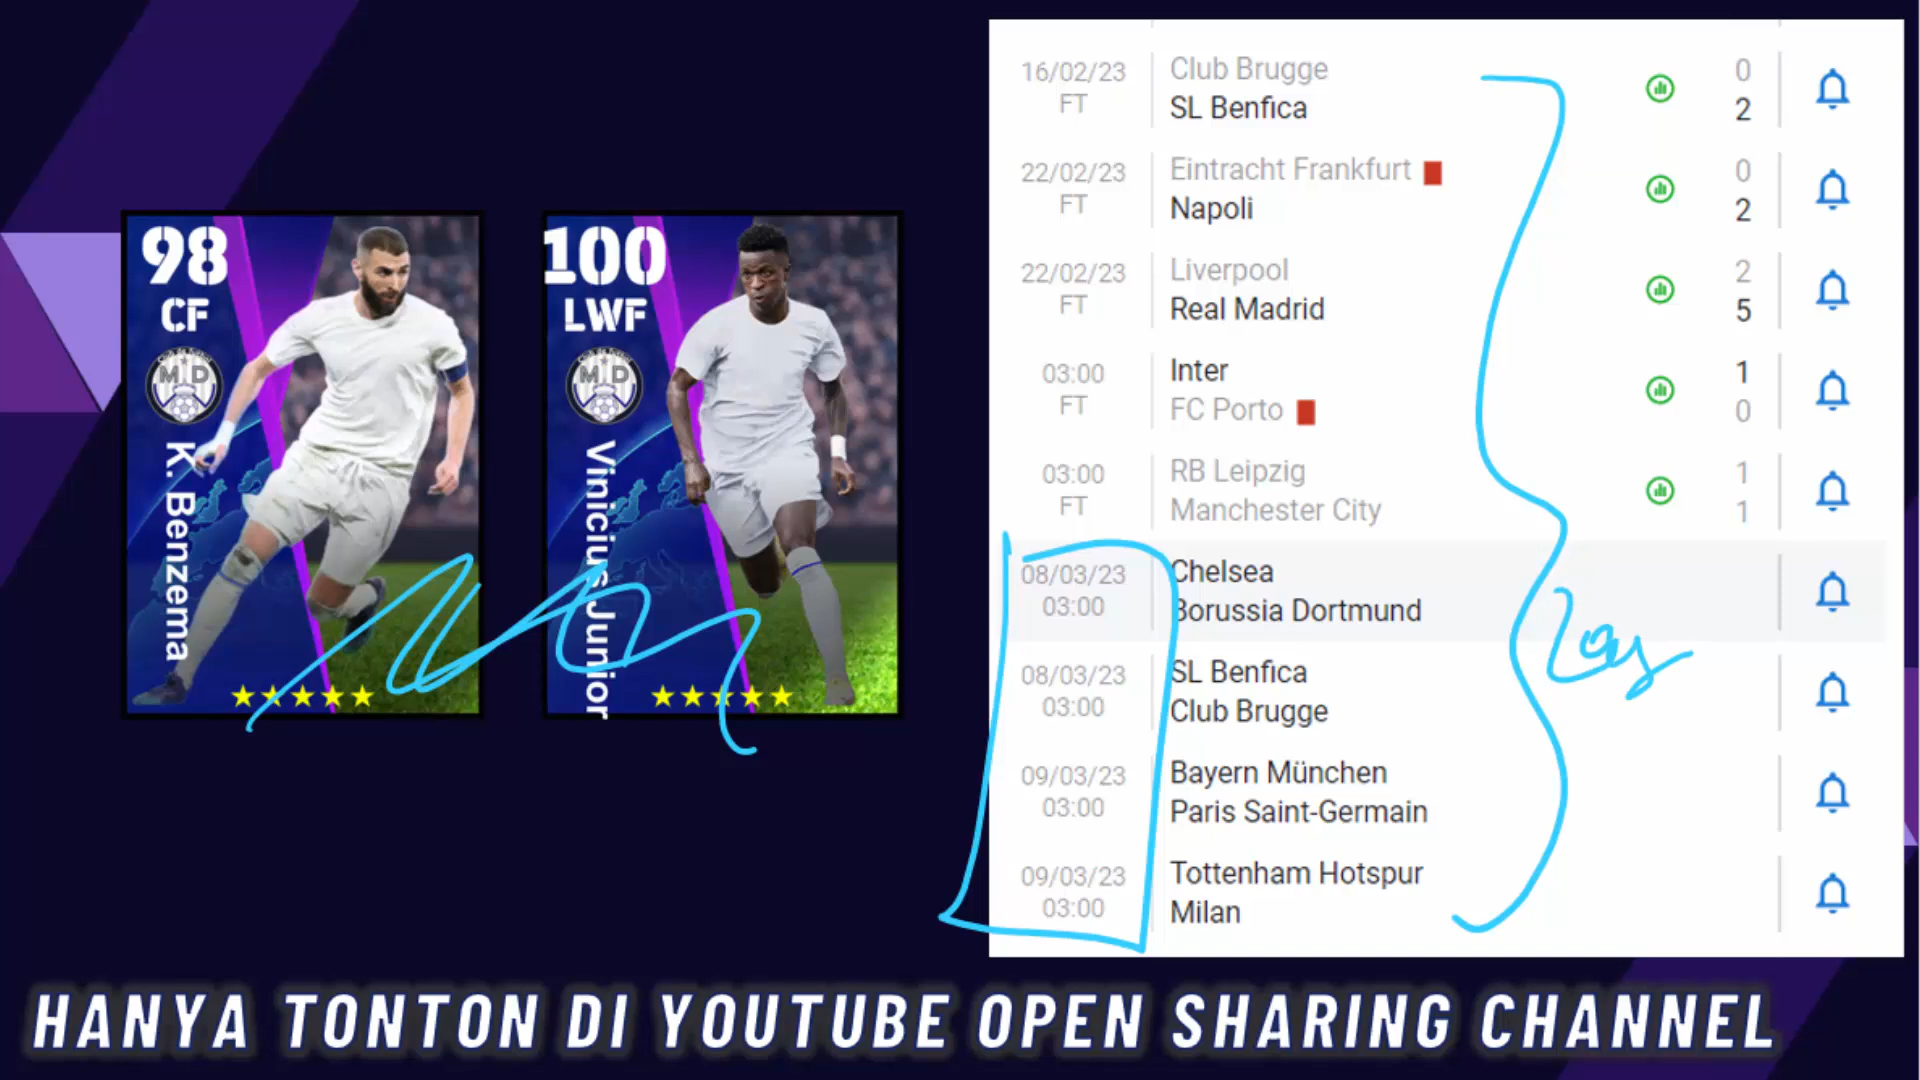 98
CF
MD
K. Benzema
100
LWF
MD
Vinicius Junior
16/02/23
FT
Club Brugge
SL Benfica
0
2
22/02/23
FT
Eintracht Frankfurt
Napoli
0
2
22/02/23
FT
Liverpool
Real Madrid
2
5
03:00
FT
Inter
FC Porto
1
0
03:00
FT
RB Leipzig
Manchester City
1
1
08/03/23
03:00
Chelsea
Borussia Dortmund
08/03/23
03:00
SL Benfica
Club Brugge
09/03/23
03:00
Bayern München
Paris Saint-Germain
09/03/23
03:00
Tottenham Hotspur
Milan
HANYA TONTON DI YOUTUBE OPEN SHARING CHANNEL